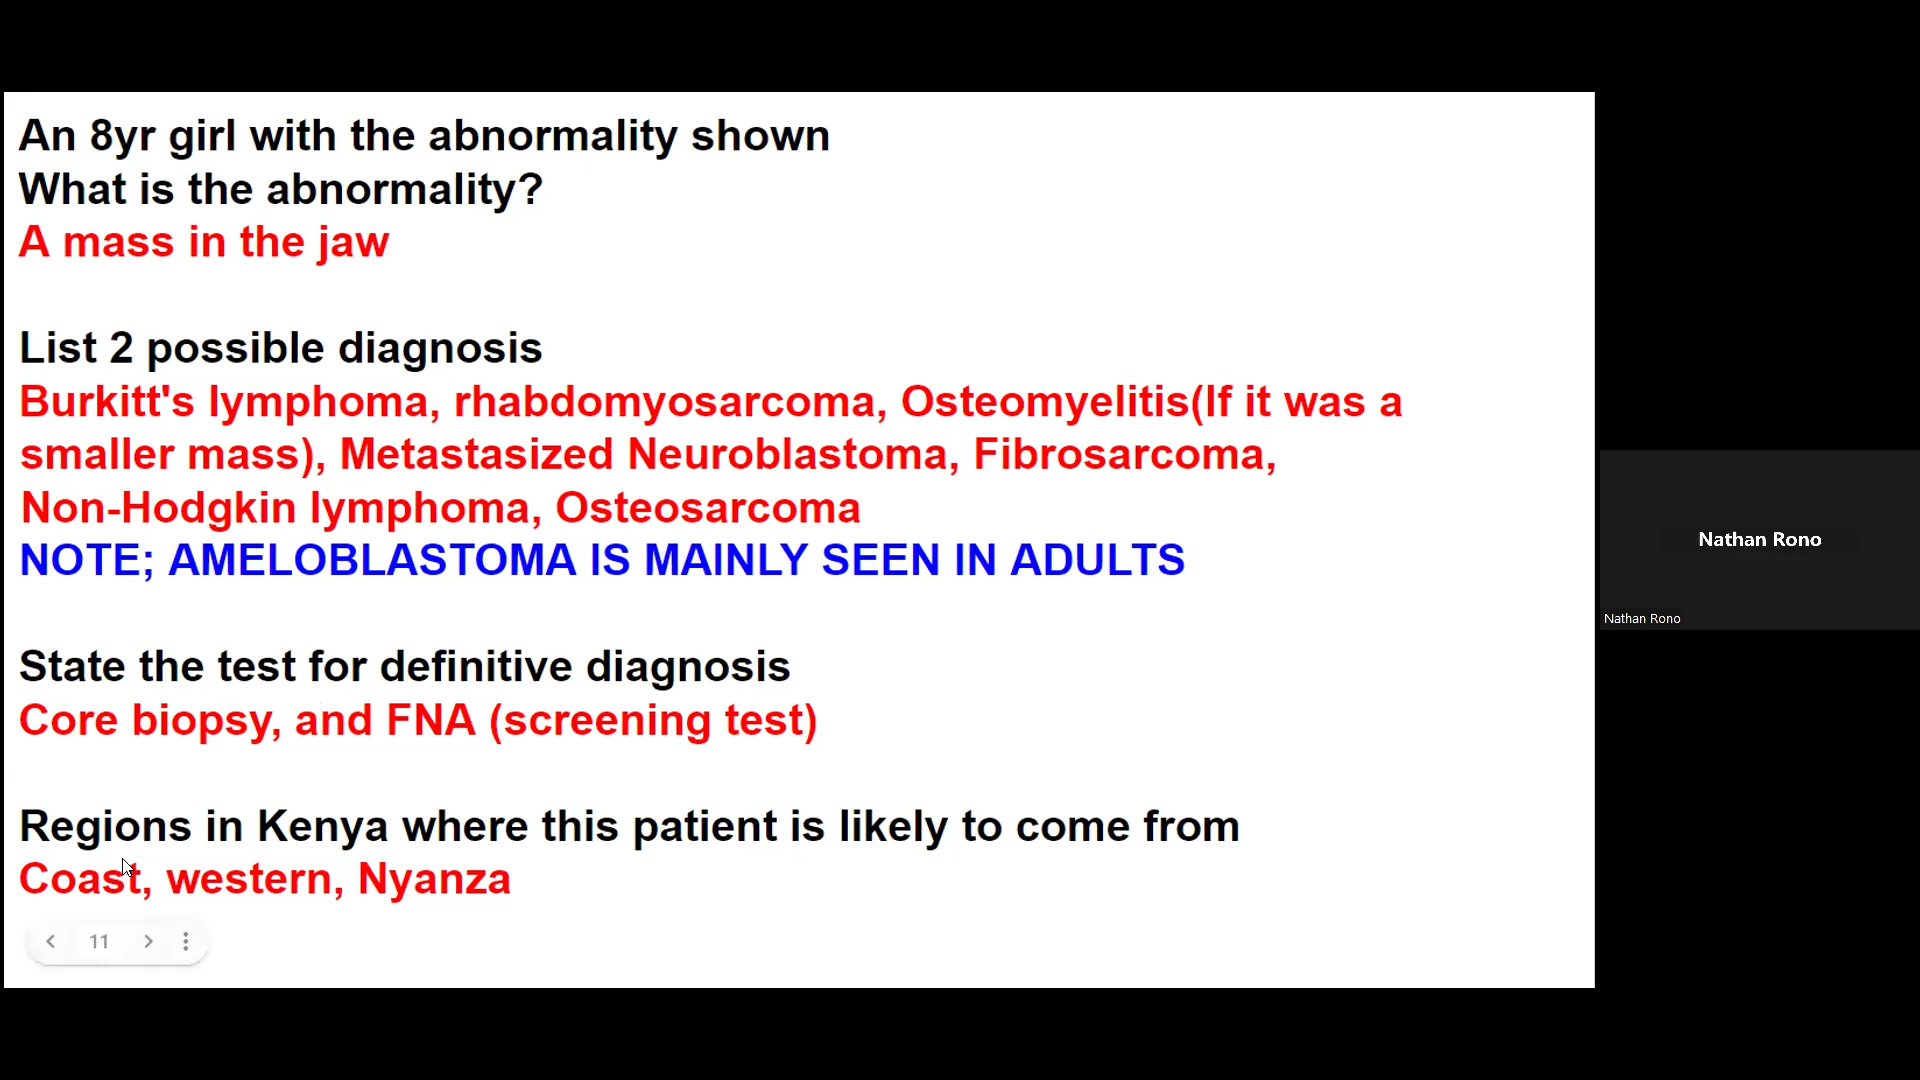 An 8yr girl with the abnormality shown
What is the abnormality?
A mass in the jaw
List 2 possible diagnosis
Burkitt's lymphoma, rhabdomyosarcoma, Osteomyelitis(If it was a
smaller mass), Metastasized Neuroblastoma, Fibrosarcoma,
Non-Hodgkin lymphoma, Osteosarcoma
NOTE; AMELOBLASTOMA IS MAINLY SEEN IN ADULTS
State the test for definitive diagnosis
Core biopsy, and FNA (screening test)
Regions in Kenya where this patient is likely to come from
Coast, western, Nyanza
11
Nathan Rono
Nathan Rono